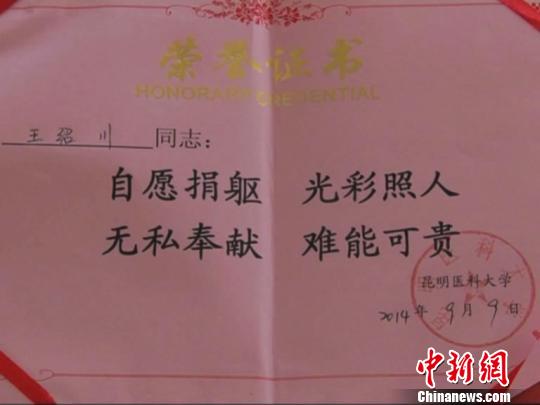 荣誉证书
HONORARY CREDENTIAL
王绍川 同志：
自愿捐躯 光彩照人
无私奉献 难能可贵
昆明医科大学
2014年9月9日
中新网
www.chinanews.com